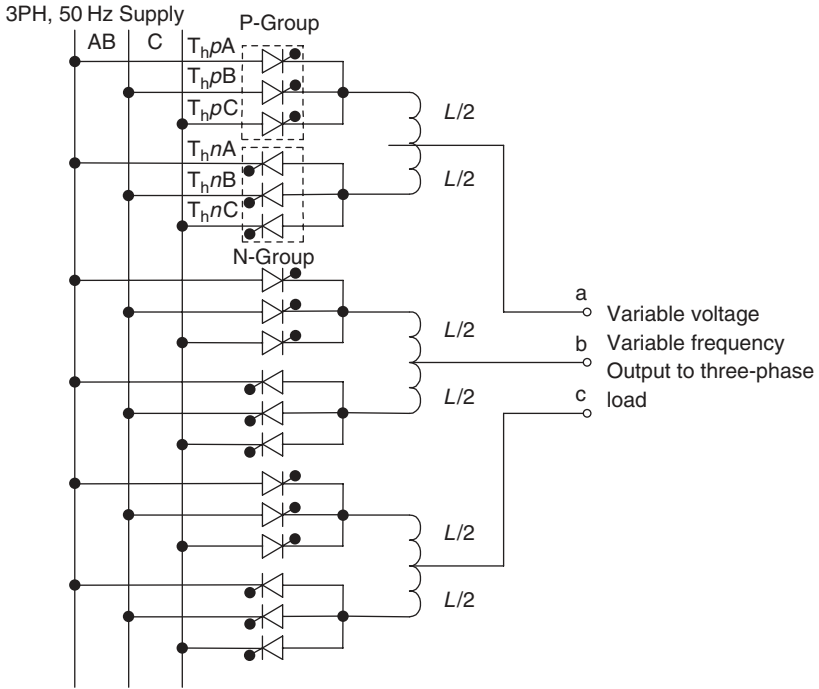 3PH, 50 Hz Supply
P-Group
AB C
ThpA
ThpB
ThpC
L/2
L/2
ThnA
ThnB
ThnC
N-Group
L/2
L/2
a
Variable voltage
b Variable frequency
Output to three-phase
c load
L/2
L/2